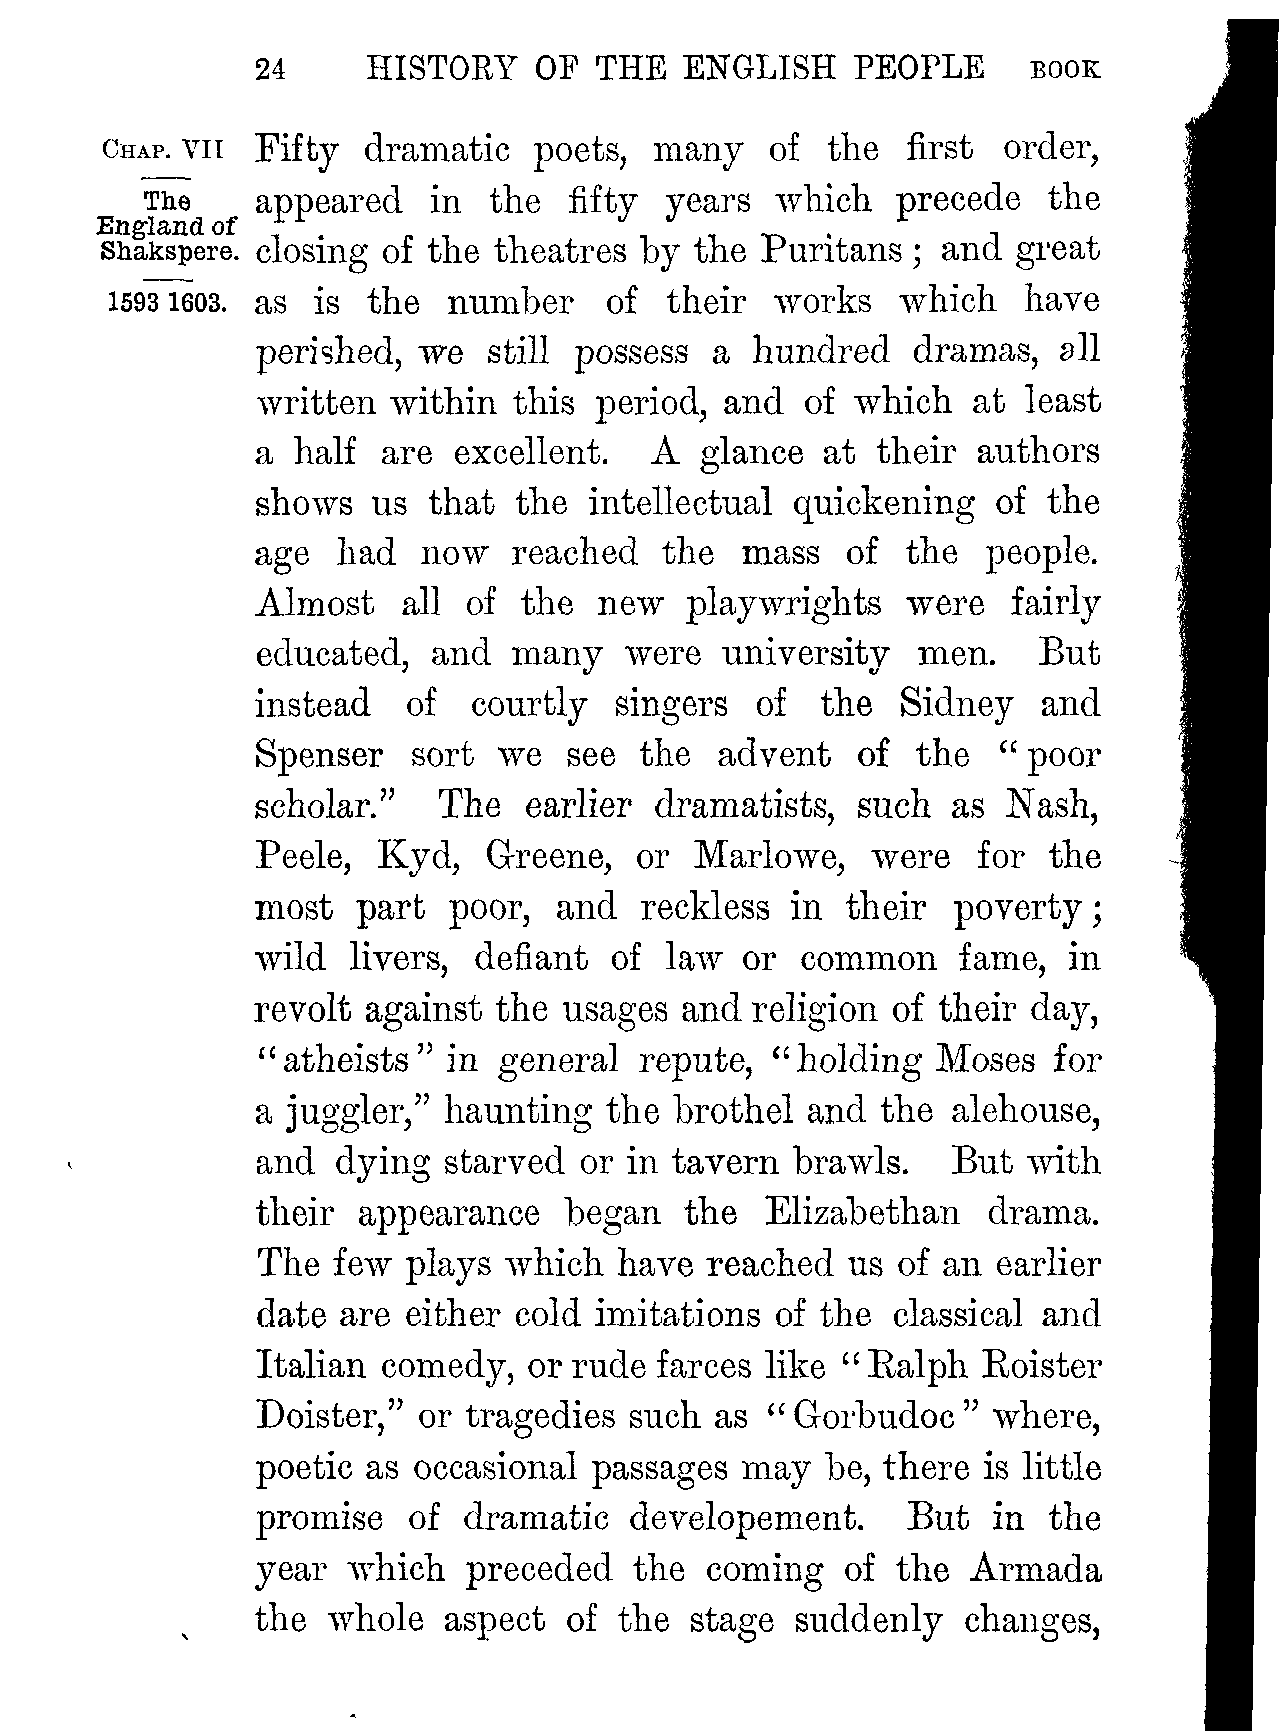 24 HISTORY OF THE ENGLISH PEOPLE BOOK
CHAP. VII
The
England of
Shakspere.
1593 1603.
Fifty dramatic poets, many of the first order,
appeared in the fifty years which precede the
closing of the theatres by the Puritans ; and great
as is the number of their works which have
perished, we still possess a hundred dramas, all
written within this period, and of which at least
a half are excellent. A glance at their authors
shows us that the intellectual quickening of the
age had now reached the mass of the people.
Almost all of the new playwrights were fairly
educated, and many were university men. But
instead of courtly singers of the Sidney and
Spenser sort we see the advent of the “ poor
scholar.” The earlier dramatists, such as Nash,
Peele, Kyd, Greene, or Marlowe, were for the
most part poor, and reckless in their poverty ;
wild livers, defiant of law or common fame, in
revolt against the usages and religion of their day,
“ atheists ” in general repute, “ holding Moses for
a juggler,” haunting the brothel and the alehouse,
and dying starved or in tavern brawls. But with
their appearance began the Elizabethan drama.
The few plays which have reached us of an earlier
date are either cold imitations of the classical and
Italian comedy, or rude farces like “ Ralph Roister
Doister,” or tragedies such as “ Gorbudoc ” where,
poetic as occasional passages may be, there is little
promise of dramatic developement. But in the
year which preceded the coming of the Armada
the whole aspect of the stage suddenly changes,